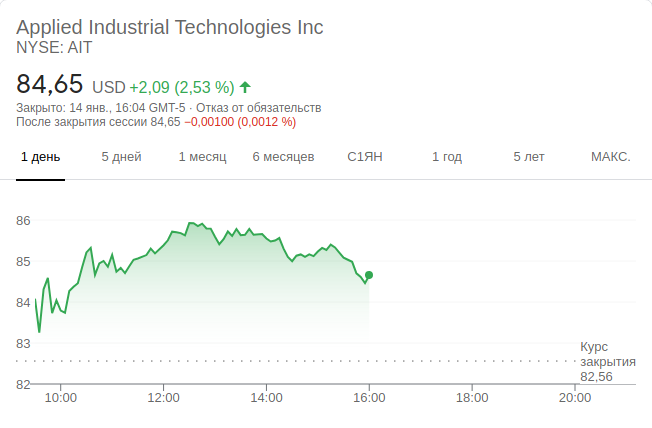 Applied Industrial Technologies Inc
NYSE: AIT
84,65 USD +2,09 (2,53 %)
Закрыто: 14 янв., 16:04 GMT-5 · Отказ от обязательств
После закрытия сессии 84,65 −0,00100 (0,0012 %)
1 день 5 дней 1 месяц 6 месяцев С1ЯН 1 год 5 лет МАКС.
86
85
84
83
Курс
закрытия
82,56
82
10:00 12:00 14:00 16:00 18:00 20:00